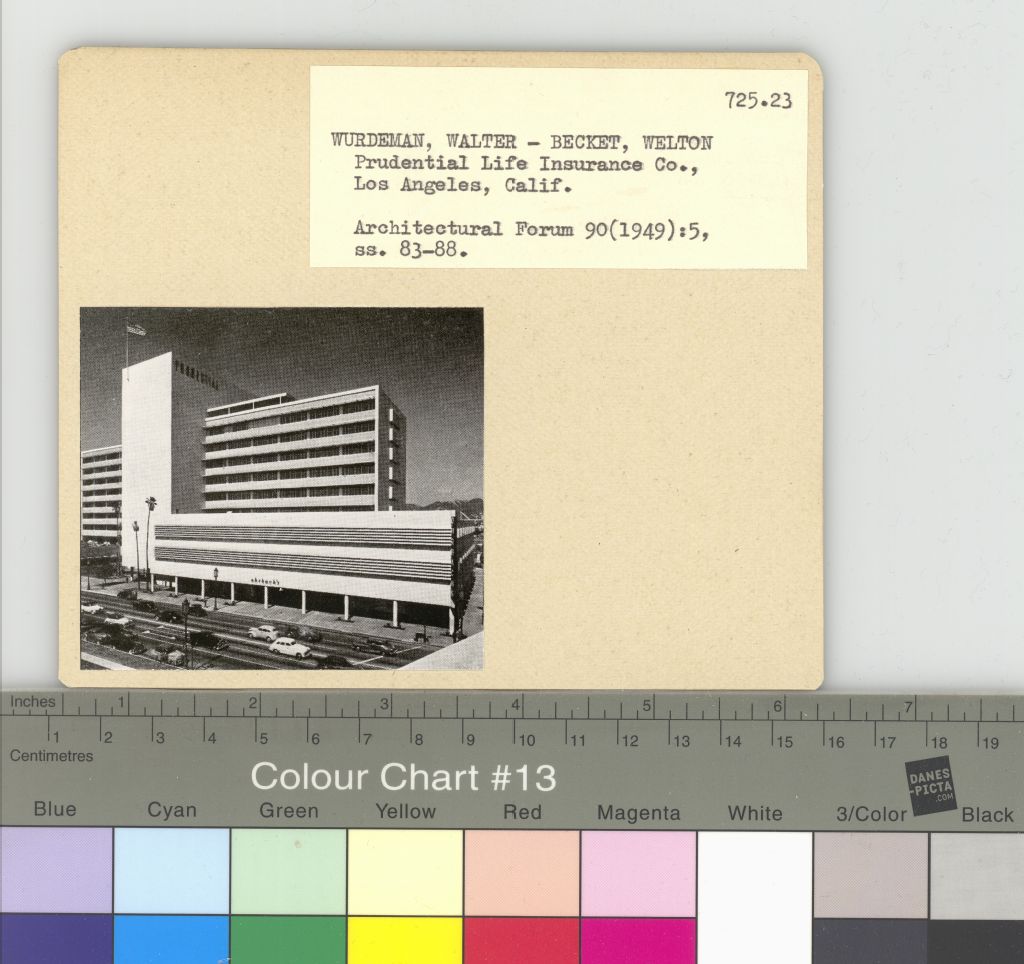 725.23
WURDEMAN, WALTER - BECKET, WELTON
Prudential Life Insurance Co.,
Los Angeles, Calif.
Architectural Forum 90(1949):5,
ss. 83-88.
PRUDENTIAL
Inches 1 2 3 4 5 6 7
1 2 3 4 5 6 7 8 9 10 11 12 13 14 15 16 17 18 19
Centimetres
Colour Chart #13
DANES
-PICTA
.COM
Blue Cyan Green Yellow Red Magenta White 3/Color Black